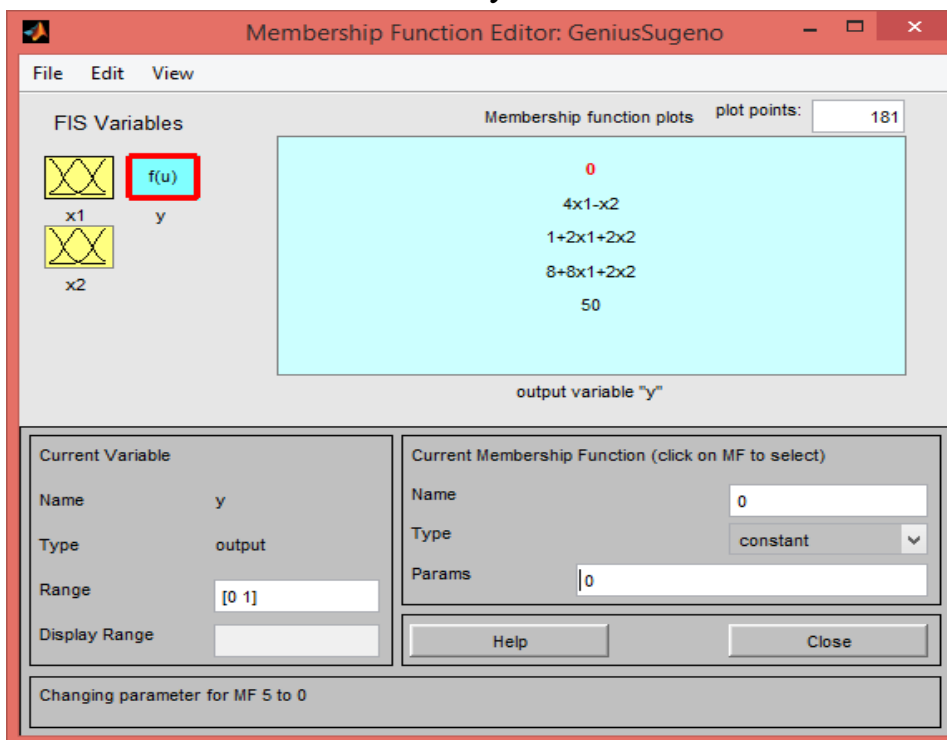 Membership Function Editor: GeniusSugeno
File Edit View
FIS Variables
Membership function plots plot points: 181
f(u)
x1 y
x2
0
4x1-x2
1+2x1+2x2
8+8x1+2x2
50
output variable "y"
Current Variable
Name y
Type output
Range [0 1]
Display Range
Current Membership Function (click on MF to select)
Name 0
Type constant
Params 0
Help Close
Changing parameter for MF 5 to 0